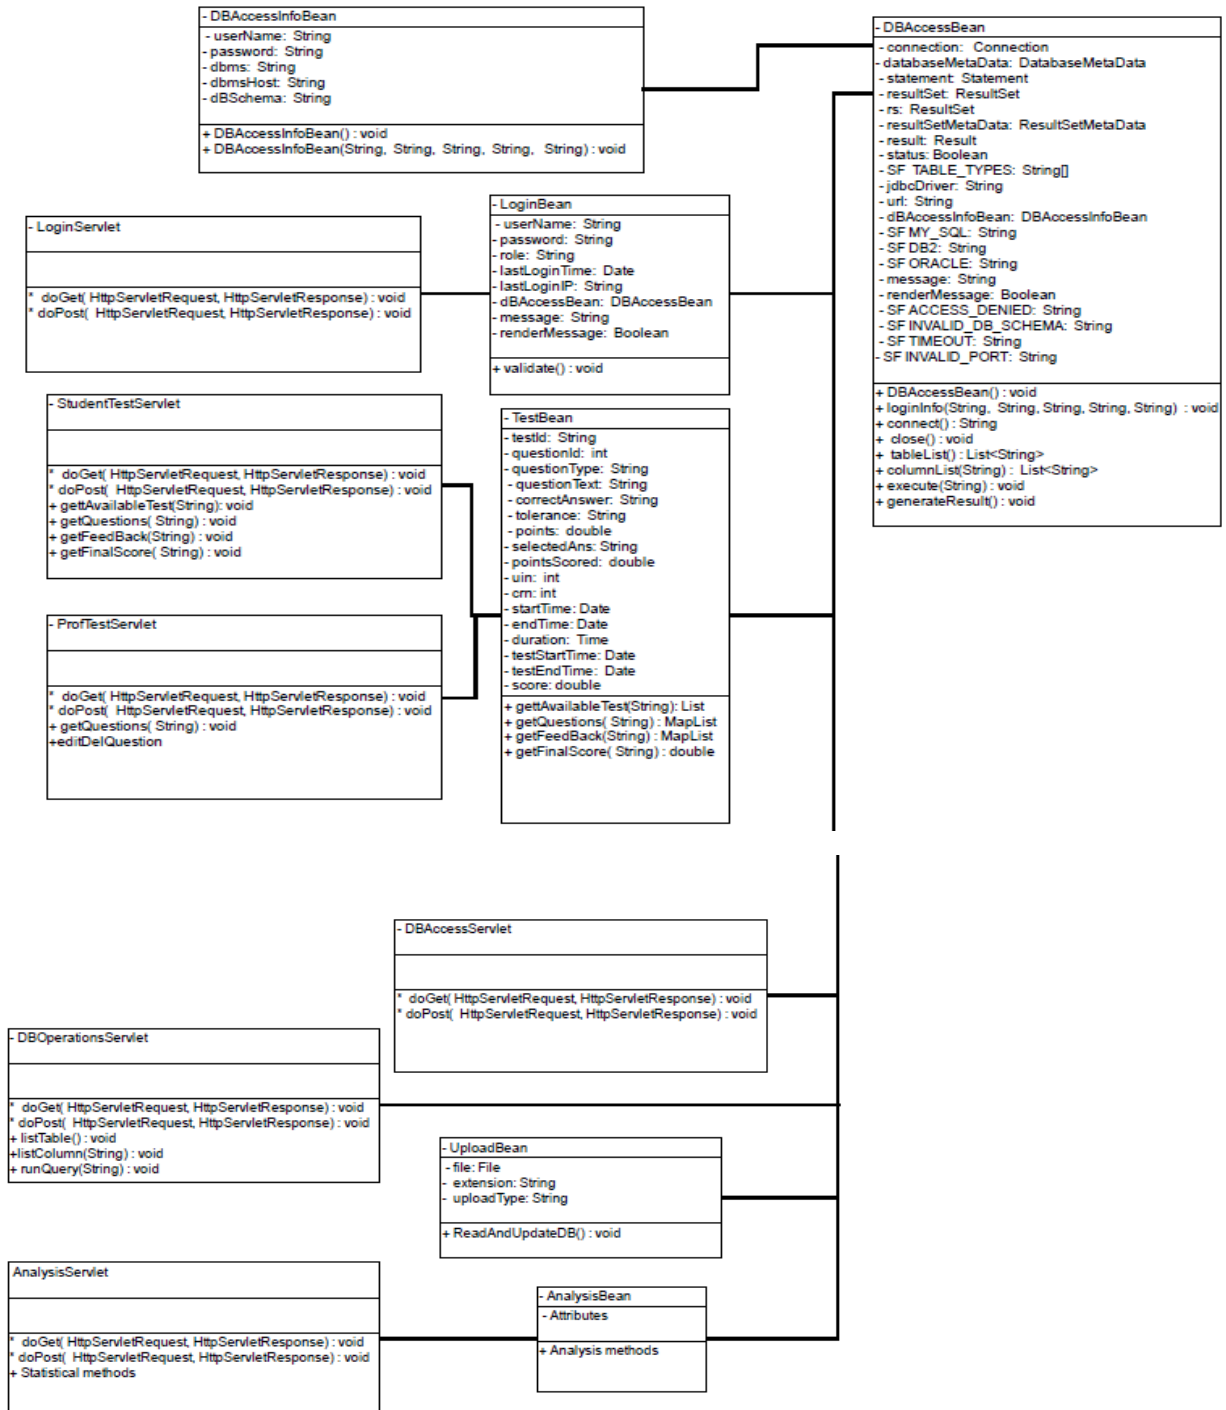 - DBAccessInfoBean
- userName: String
- password: String
- dbms: String
- dbmsHost: String
- dBSchema: String
+ DBAccessInfoBean() : void
+ DBAccessInfoBean(String, String, String, String, String) : void
- DBAccessBean
- connection: Connection
- databaseMetaData: DatabaseMetaData
- statement: Statement
- resultSet: ResultSet
- rs: ResultSet
- resultSetMetaData: ResultSetMetaData
- result: Result
- status: Boolean
- SF TABLE_TYPES: String[]
- jdbcDriver: String
- url: String
- dBAccessInfoBean: DBAccessInfoBean
- SF MY_SQL: String
- SF DB2: String
- SF ORACLE: String
- message: String
- renderMessage: Boolean
- SF ACCESS_DENIED: String
- SF INVALID_DB_SCHEMA: String
- SF TIMEOUT: String
- SF INVALID_PORT: String
+ DBAccessBean() : void
+ loginInfo(String, String, String, String, String) : void
+ connect() : String
+ close() : void
+ tableList() : List<String>
+ columnList(String) : List<String>
+ execute(String) : void
+ generateResult() : void
- LoginServlet
* doGet( HttpServletRequest, HttpServletResponse) : void
* doPost( HttpServletRequest, HttpServletResponse) : void
- LoginBean
- userName: String
- password: String
- role: String
- lastLoginTime: Date
- lastLoginIP: String
- dBAccessBean: DBAccessBean
- message: String
- renderMessage: Boolean
+ validate() : void
- StudentTestServlet
* doGet( HttpServletRequest, HttpServletResponse) : void
* doPost( HttpServletRequest, HttpServletResponse) : void
+ gettAvailableTest(String): void
+ getQuestions( String) : void
+ getFeedBack(String) : void
+ getFinalScore( String) : void
- TestBean
- testId: String
- questionId: int
- questionType: String
- questionText: String
- correctAnswer: String
- tolerance: String
- points: double
- selectedAns: String
- pointsScored: double
- uin: int
- crn: int
- startTime: Date
- endTime: Date
- duration: Time
- testStartTime: Date
- testEndTime: Date
- score: double
+ gettAvailableTest(String): List
+ getQuestions( String) : MapList
+ getFeedBack(String) : MapList
+ getFinalScore( String) : double
- ProfTestServlet
* doGet( HttpServletRequest, HttpServletResponse) : void
* doPost( HttpServletRequest, HttpServletResponse) : void
+ getQuestions( String) : void
+editDelQuestion
- DBAccessServlet
* doGet( HttpServletRequest, HttpServletResponse) : void
* doPost( HttpServletRequest, HttpServletResponse) : void
- DBOperationsServlet
* doGet( HttpServletRequest, HttpServletResponse) : void
* doPost( HttpServletRequest, HttpServletResponse) : void
+ listTable() : void
+listColumn(String) : void
+ runQuery(String) : void
- UploadBean
- file: File
- extension: String
- uploadType: String
+ ReadAndUpdateDB() : void
AnalysisServlet
* doGet( HttpServletRequest, HttpServletResponse) : void
* doPost( HttpServletRequest, HttpServletResponse) : void
+ Statistical methods
- AnalysisBean
- Attributes
+ Analysis methods